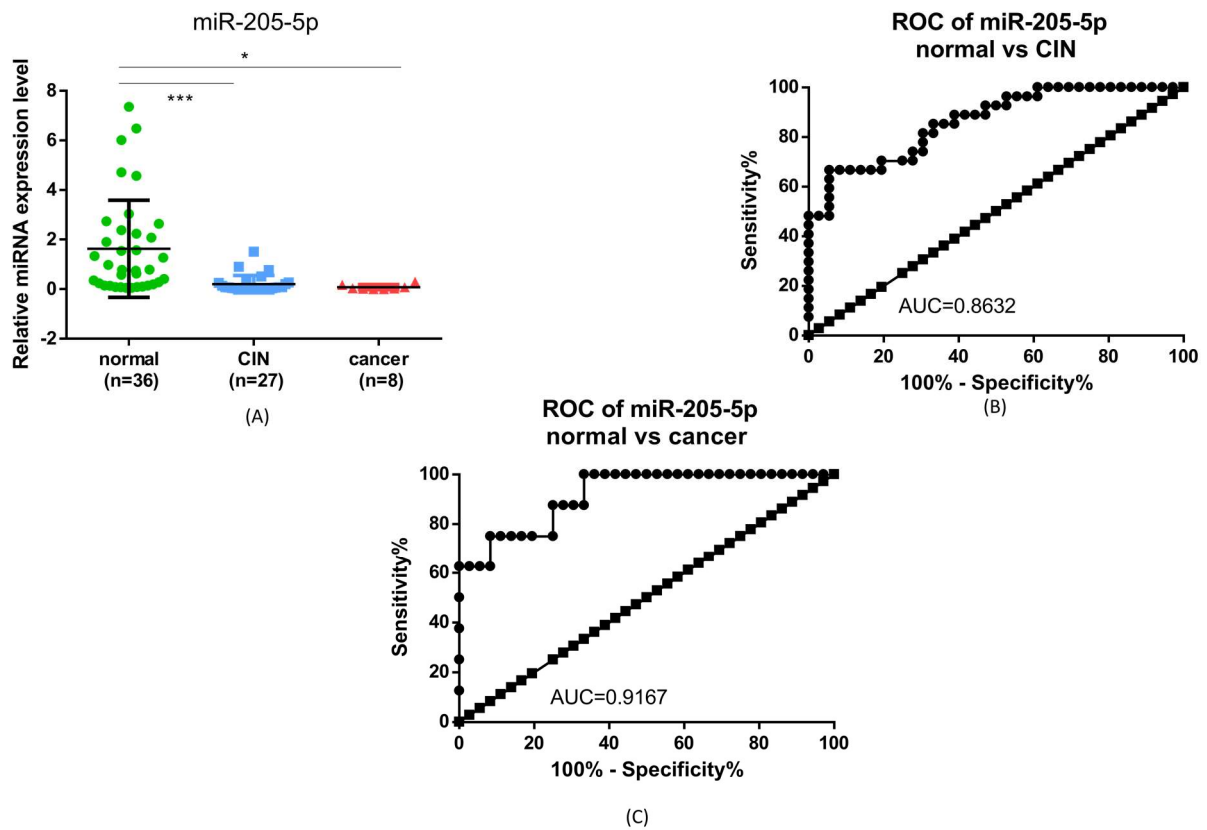 miR-205-5p
*
***
Relative miRNA expression level
8
6
4
2
0
-2
normal
(n=36)
CIN
(n=27)
cancer
(n=8)
(A)
ROC of miR-205-5p
normal vs CIN
Sensitivity%
100
80
60
40
20
0
AUC=0.8632
0 20 40 60 80 100
100% - Specificity%
(B)
ROC of miR-205-5p
normal vs cancer
Sensitivity%
100
80
60
40
20
0
AUC=0.9167
0 20 40 60 80 100
100% - Specificity%
(C)